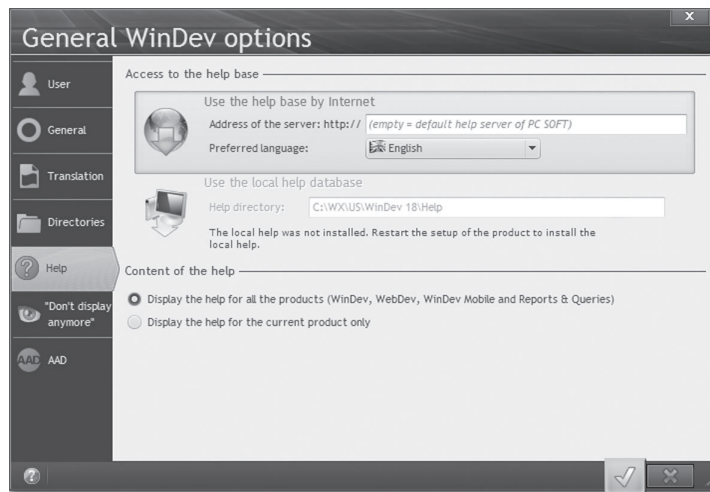 X
General WinDev options
User
General
Translation
Directories
Help
"Don't display
anymore"
AAD AAD
Access to the help base
Use the help base by Internet
Address of the server: http:// (empty = default help server of PC SOFT)
Preferred language: English
Use the local help database
Help directory: C:\WX\US\WinDev 18\Help
The local help was not installed. Restart the setup of the product to install the
local help.
Content of the help
Display the help for all the products (WinDev, WebDev, WinDev Mobile and Reports & Queries)
Display the help for the current product only
?